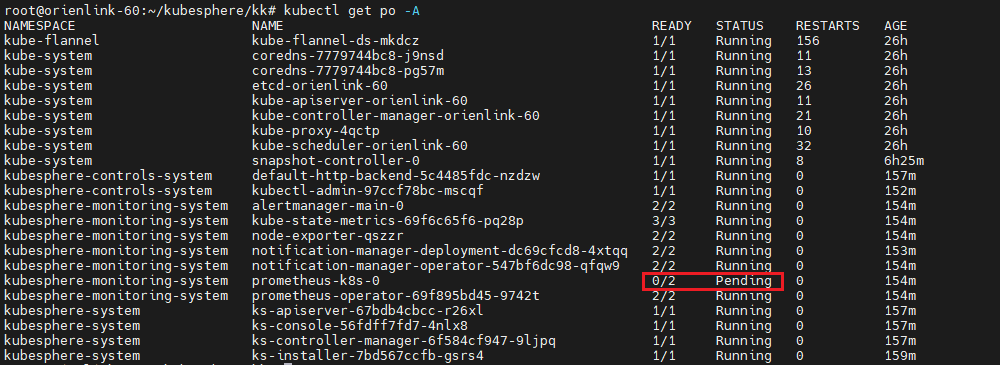 root@orienlink-60:~/kubesphere/kk# kubectl get po -A
NAMESPACE NAME READY STATUS RESTARTS AGE
kube-flannel kube-flannel-ds-mkdcz 1/1 Running 156 26h
kube-system coredns-7779744bc8-j9nsd 1/1 Running 11 26h
kube-system coredns-7779744bc8-pg57m 1/1 Running 13 26h
kube-system etcd-orienlink-60 1/1 Running 26 26h
kube-system kube-apiserver-orienlink-60 1/1 Running 11 26h
kube-system kube-controller-manager-orienlink-60 1/1 Running 21 26h
kube-system kube-proxy-4qctp 1/1 Running 10 26h
kube-system kube-scheduler-orienlink-60 1/1 Running 32 26h
kube-system snapshot-controller-0 1/1 Running 8 6h25m
kubesphere-controls-system default-http-backend-5c4485fdc-nzdzw 1/1 Running 0 157m
kubesphere-controls-system kubectl-admin-97ccf78bc-mscqf 1/1 Running 0 152m
kubesphere-monitoring-system alertmanager-main-0 2/2 Running 0 154m
kubesphere-monitoring-system kube-state-metrics-69f6c65f6-pq28p 3/3 Running 0 154m
kubesphere-monitoring-system node-exporter-qszzr 2/2 Running 0 154m
kubesphere-monitoring-system notification-manager-deployment-dc69cfcd8-4xtqq 2/2 Running 0 153m
kubesphere-monitoring-system notification-manager-operator-547bf6dc98-qfqw9 2/2 Running 0 154m
kubesphere-monitoring-system prometheus-k8s-0 0/2 Pending 0 154m
kubesphere-monitoring-system prometheus-operator-69f895bd45-9742t 2/2 Running 0 154m
kubesphere-system ks-apiserver-67bdb4cbcc-r26xl 1/1 Running 0 157m
kubesphere-system ks-console-56fdff7fd7-4nlx8 1/1 Running 0 157m
kubesphere-system ks-controller-manager-6f584cf947-9ljpq 1/1 Running 0 157m
kubesphere-system ks-installer-7bd567ccfb-gsrs4 1/1 Running 0 159m